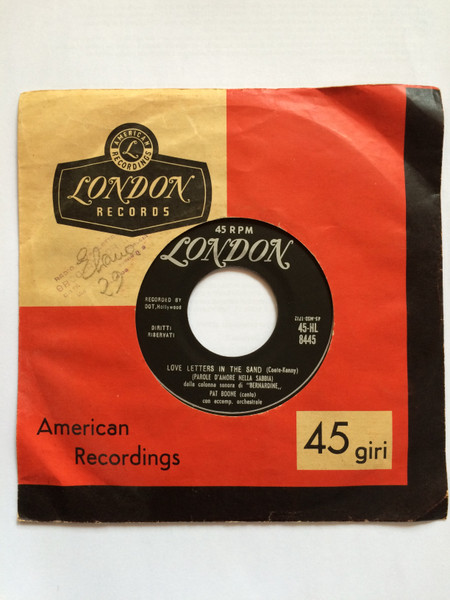 AMERICAN
L
RECORDINGS
LONDON
RECORDS
29
45 RPM
LONDON
RECORDED BY
DOT, Hollywood
DIRITTI
RISERVATI
45-HL
8445
LOVE LETTERS IN THE SAND (Coots-Kenny)
(PAROLE D'AMORE NELLA SABBIA)
dalla colonna sonora di "BERNARDINE,,
PAT BOONE (canto)
con accomp. orchestrale
American
Recordings
45 giri